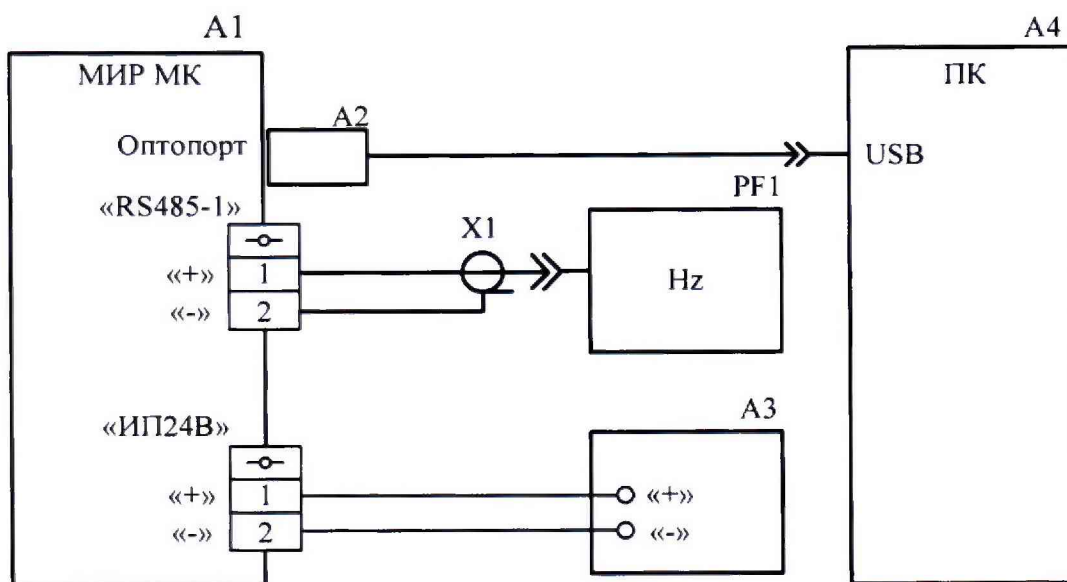 A1
A4
МИР МК
ПК
A2
Оптопорт
USB
PF1
«RS485-1»
X1
«+»
1
Hz
«-»
2
A3
«ИП24В»
«+»
1
«+»
«-»
2
«-»